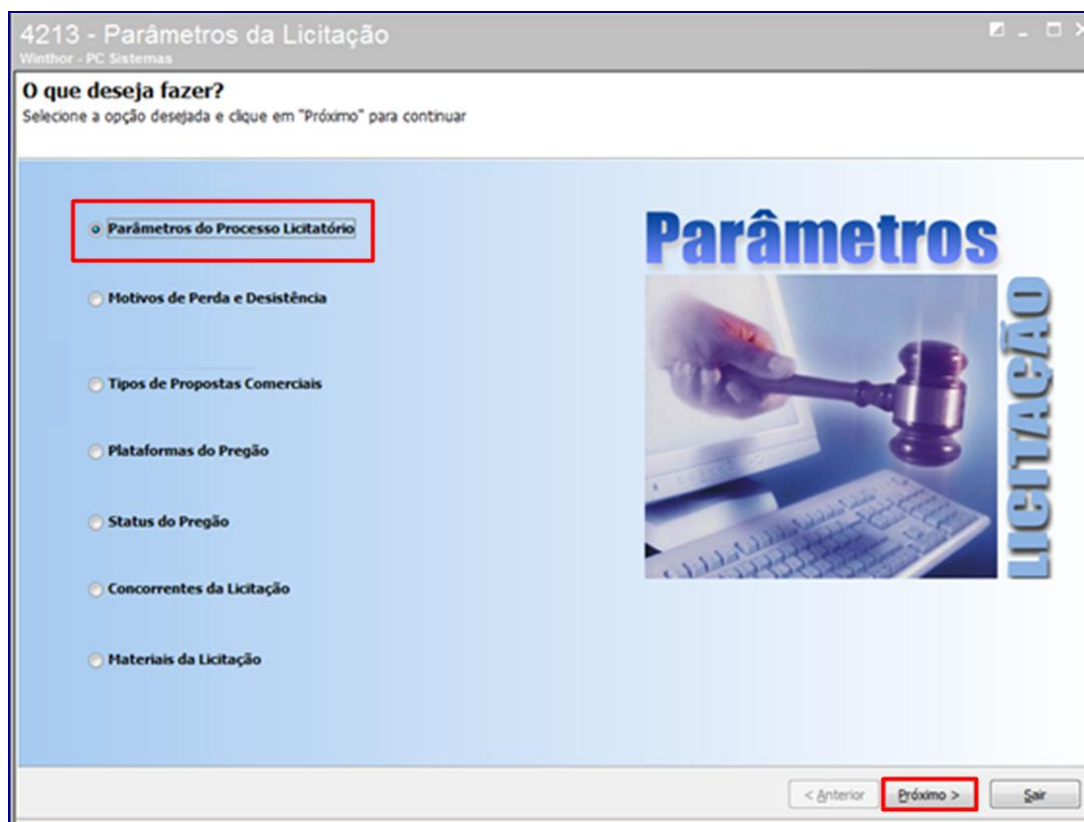 4213 - Parâmetros da Licitação
Winthor - PC Sistemas
O que deseja fazer?
Selecione a opção desejada e clique em "Próximo" para continuar
Parâmetros do Processo Licitatório
Motivos de Perda e Desistência
Tipos de Propostas Comerciais
Plataformas do Pregão
Status do Pregão
Concorrentes da Licitação
Materiais da Licitação
Parâmetros
LICITAÇÃO
< Anterior
Próximo >
Sair